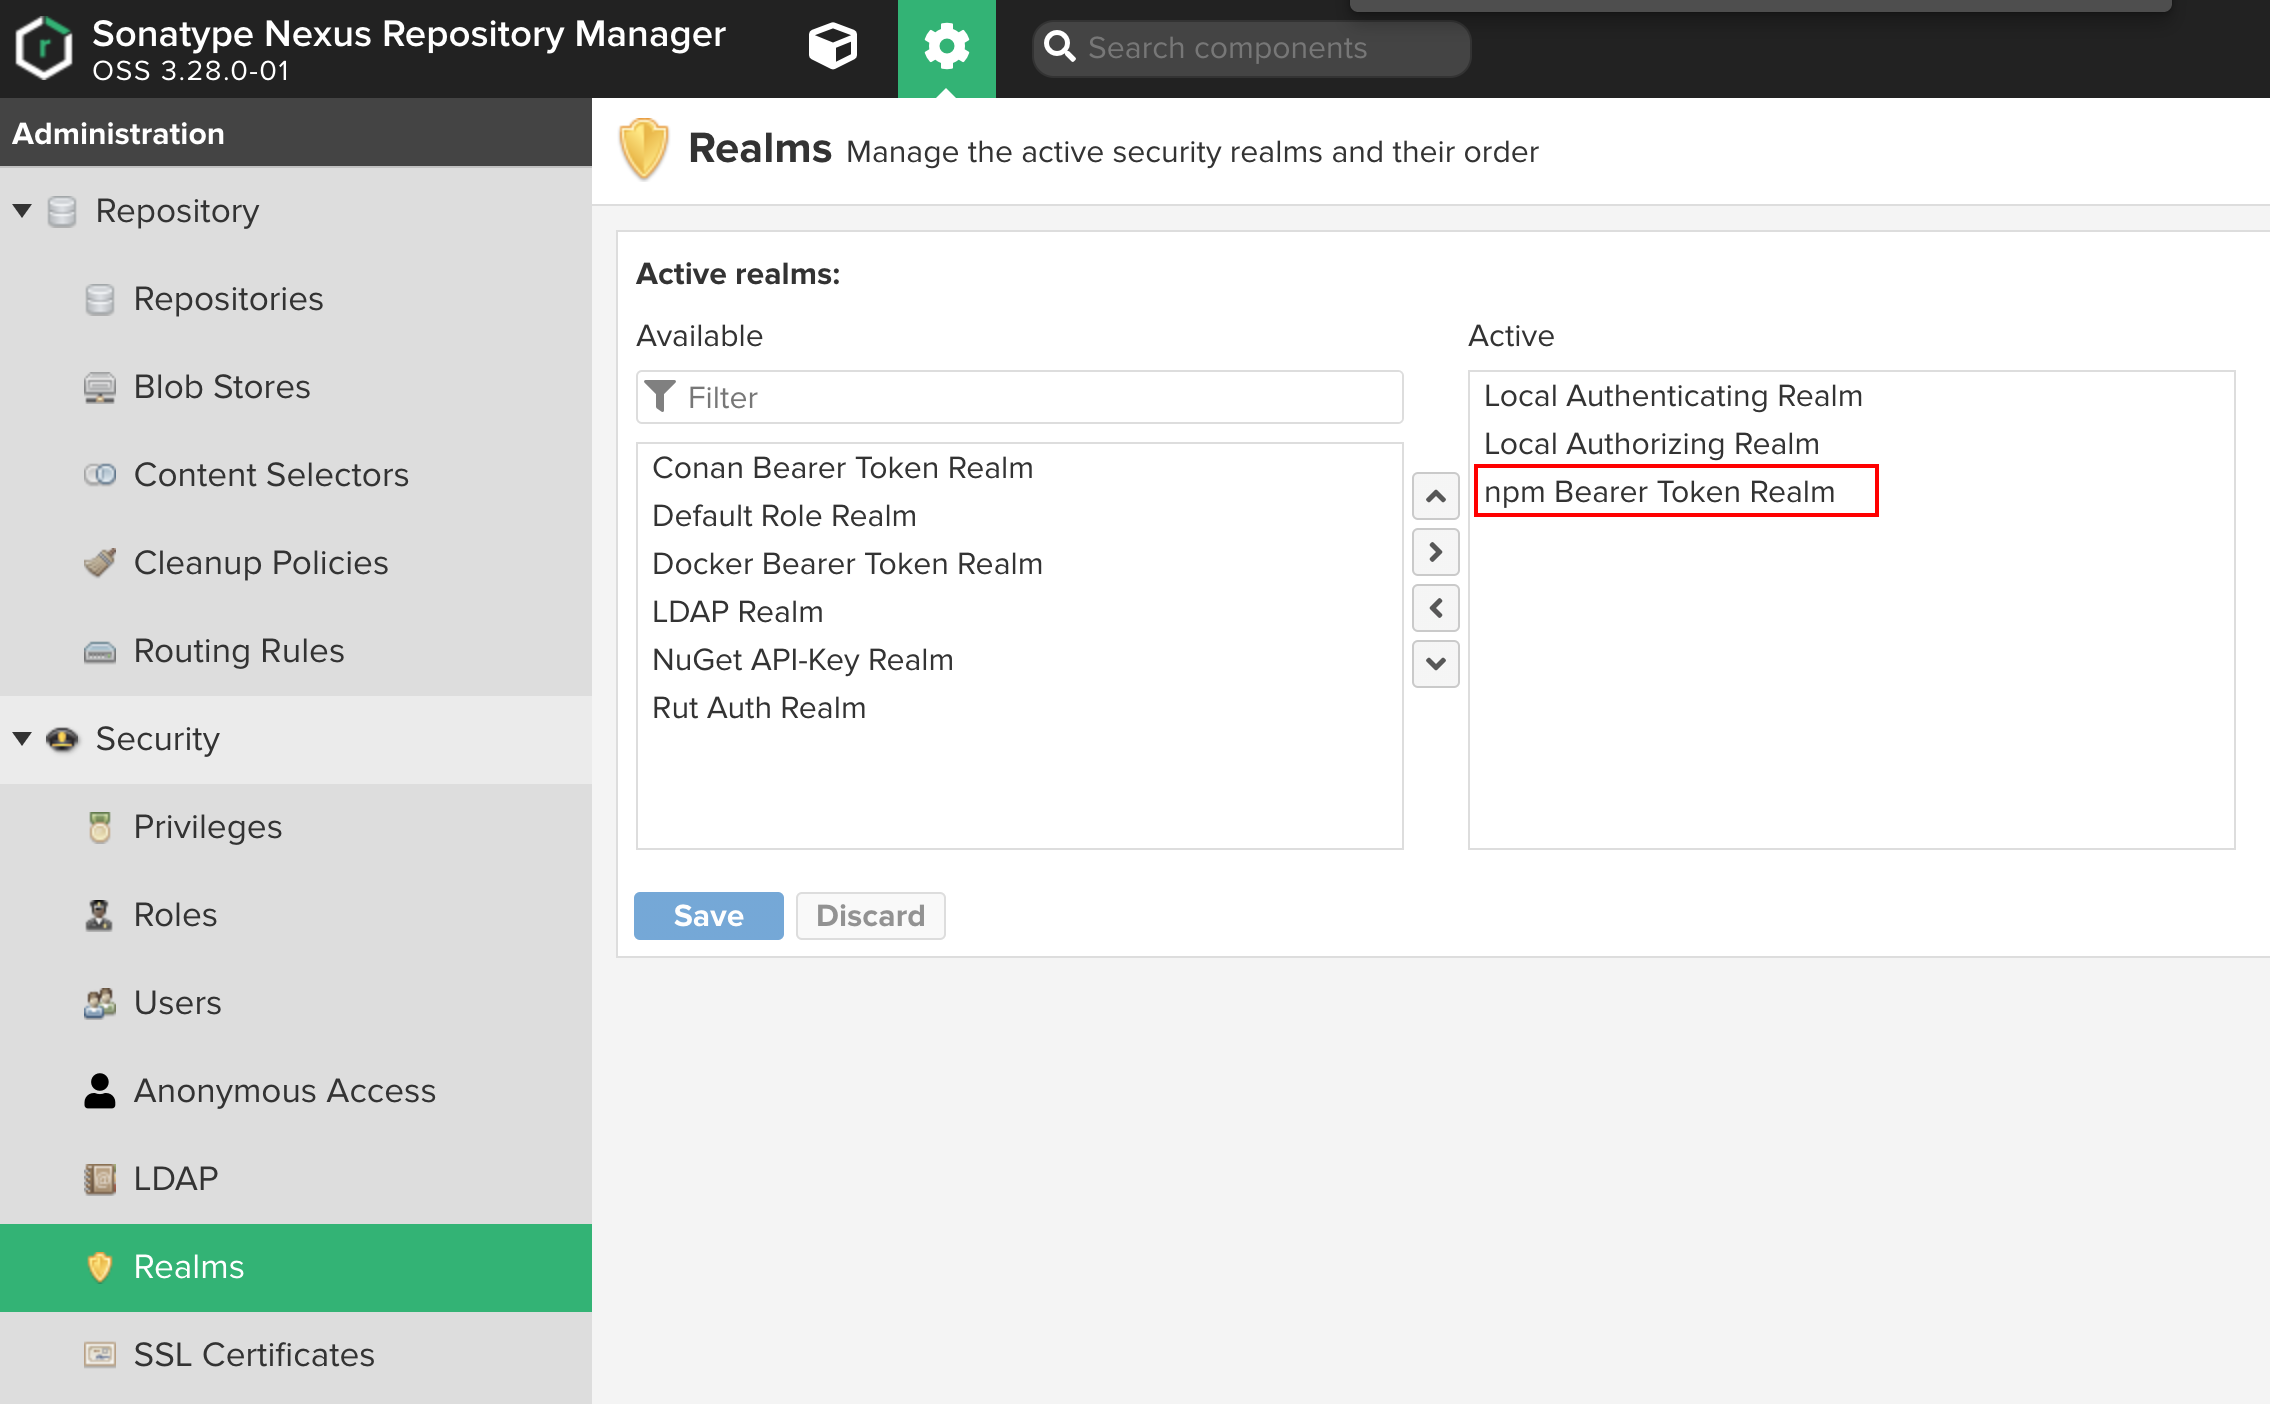 Sonatype Nexus Repository Manager
OSS 3.28.0-01
Search components
Administration
Repository
Repositories
Blob Stores
Content Selectors
Cleanup Policies
Routing Rules
Security
Privileges
Roles
Users
Anonymous Access
LDAP
Realms
SSL Certificates
Realms Manage the active security realms and their order
Active realms:
Available
Filter
Conan Bearer Token Realm
Default Role Realm
Docker Bearer Token Realm
LDAP Realm
NuGet API-Key Realm
Rut Auth Realm
Active
Local Authenticating Realm
Local Authorizing Realm
npm Bearer Token Realm
Save Discard